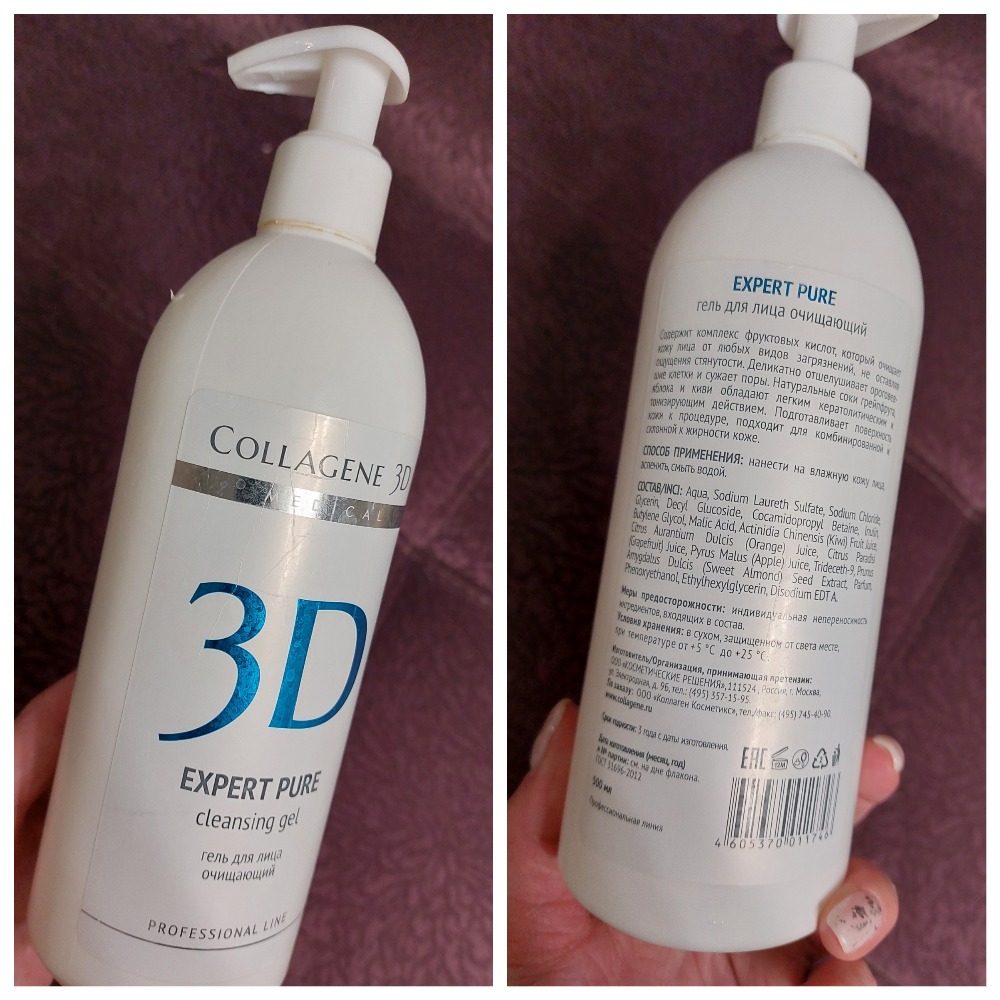 COLLAGENE 3D
MEDICAL
3D
EXPERT PURE
cleansing gel
гель для лица
очищающий
PROFESSIONAL LINE
EXPERT PURE
гель для лица очищающий
Содержит комплекс фруктовых кислот, который очищает
кожу лица от любых видов загрязнений, не оставляя
ощущения стянутости. Деликатно отшелушивает ороговев-
шие клетки и сужает поры. Натуральные соки грейпфрута,
яблока и киви обладают легким кератолитическим и
тонизирующим действием. Подготавливает поверхность
кожи к процедуре, подходит для комбинированной и
склонной к жирности коже.
СПОСОБ ПРИМЕНЕНИЯ: нанести на влажную кожу лица,
вспенить, смыть водой.
СОСТАВ/INCI: Aqua, Sodium Laureth Sulfate, Sodium Chloride,
Glycerin, Decyl Glucoside, Cocamidopropyl Betaine, Inulin,
Butylene Glycol, Malic Acid, Actinidia Chinensis (Kiwi) Fruit Juice,
Citrus Aurantium Dulcis (Orange) Juice, Citrus Paradisi
(Grapefruit) Juice, Pyrus Malus (Apple) Juice, Trideceth-9, Prunus
Amygdalus Dulcis (Sweet Almond) Seed Extract, Parfum,
Phenoxyethanol, Ethylhexylglycerin, Disodium EDTA.
Меры предосторожности: индивидуальная непереносимость
ингредиентов, входящих в состав.
Условия хранения: в сухом, защищенном от света месте,
при температуре от +5 °C до +25 °C.
Изготовитель/Организация, принимающая претензии:
ООО «КОСМЕТИЧЕСКИЕ РЕШЕНИЯ», 111524, Россия, г. Москва,
ул. Электродная, д. 9Б, тел.: (495) 357-15-95.
По заказу: ООО «Коллаген Косметикс», тел./факс: (495) 745-40-90.
www.collagene.ru
Срок годности: 3 года с даты изготовления.
Дата изготовления (месяц, год)
и № партии: см. на дне флакона.
ГОСТ 31696-2012
500 мл
Профессиональная линия
EAC 12M
4 605370 011746